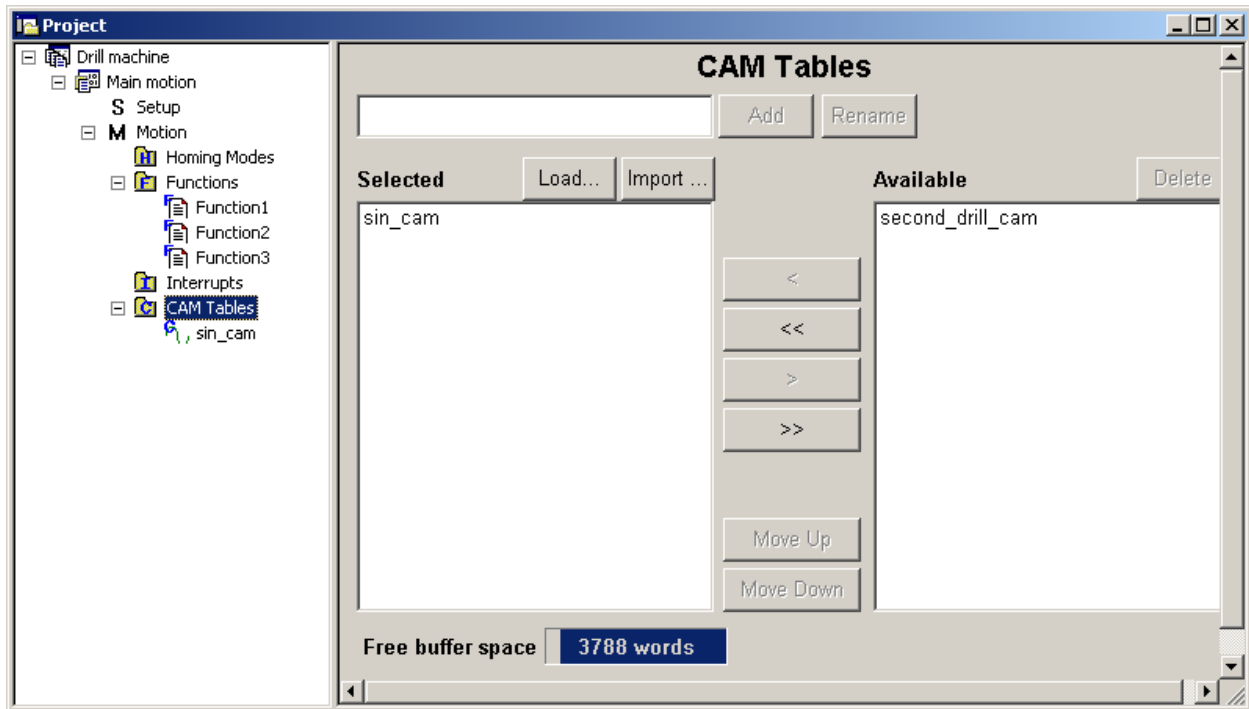 Project
Drill machine
Main motion
S Setup
M Motion
H Homing Modes
F Functions
F Function1
F Function2
F Function3
I Interrupts
C CAM Tables
C sin_cam
CAM Tables
Add Rename
Selected Load... Import ... Available Delete
sin_cam second_drill_cam
<
<<
>
>>
Move Up
Move Down
Free buffer space 3788 words